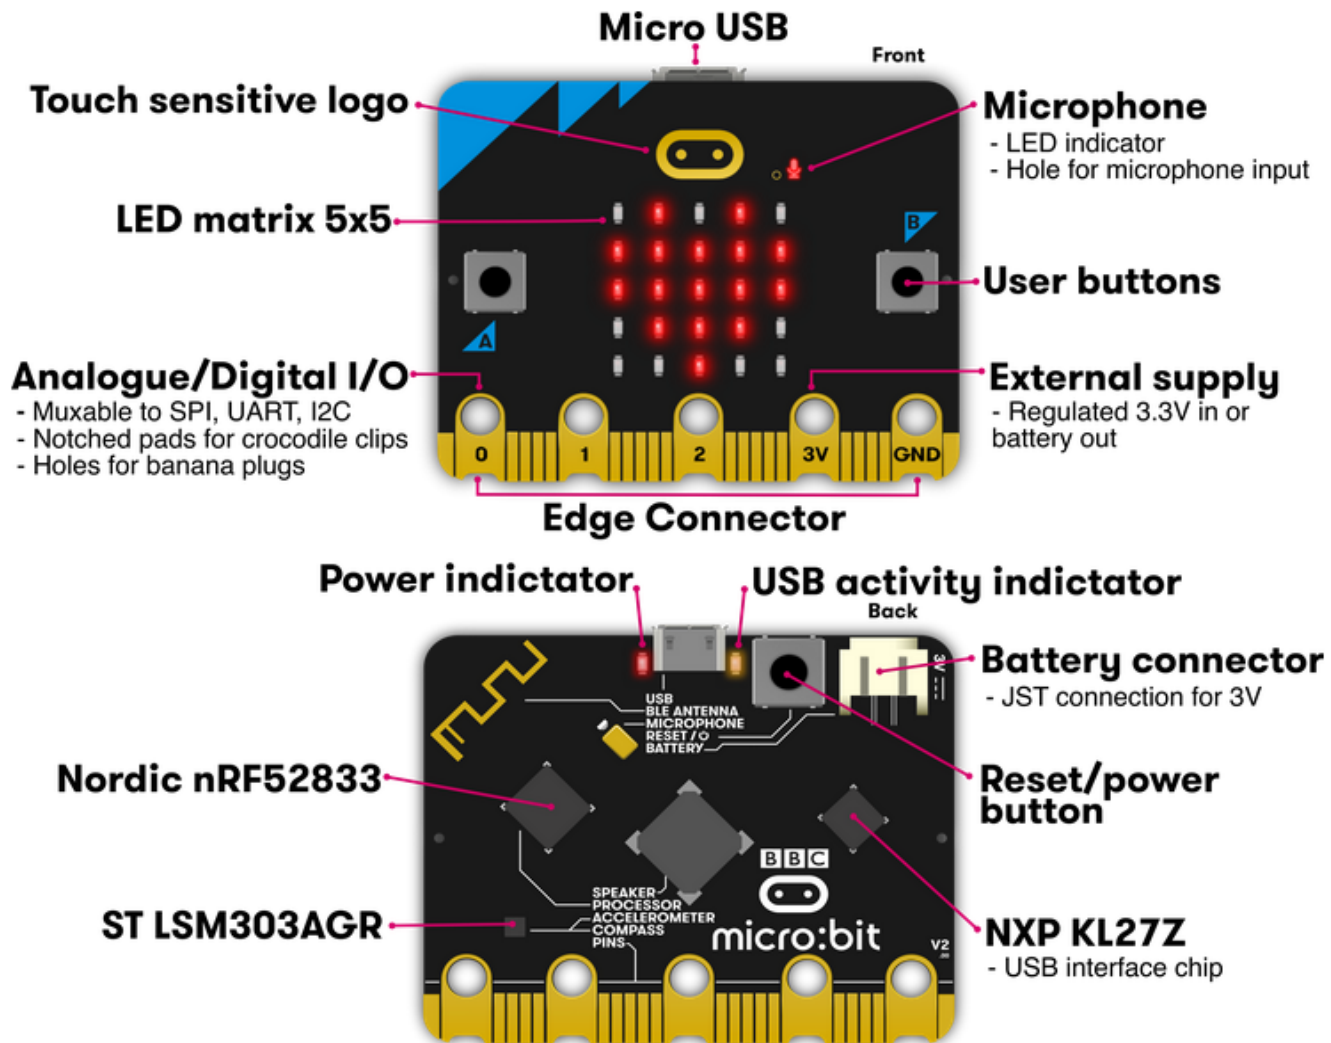 Micro USB
Front
Touch sensitive logo
Microphone
- LED indicator
- Hole for microphone input
LED matrix 5x5
B
User buttons
A
Analogue/Digital I/O
- Muxable to SPI, UART, I2C
- Notched pads for crocodile clips
- Holes for banana plugs
External supply
- Regulated 3.3V in or
battery out
0 1 2 3V GND
Edge Connector
Power indictator
USB activity indictator
Back
Battery connector
- JST connection for 3V
3V
USB
BLE ANTENNA
MICROPHONE
RESET /
BATTERY
Nordic nRF52833
Reset/power
button
BBC
micro:bit
SPEAKER
PROCESSOR
ACCELEROMETER
COMPASS
PINS
ST LSM303AGR
V2
NXP KL27Z
- USB interface chip